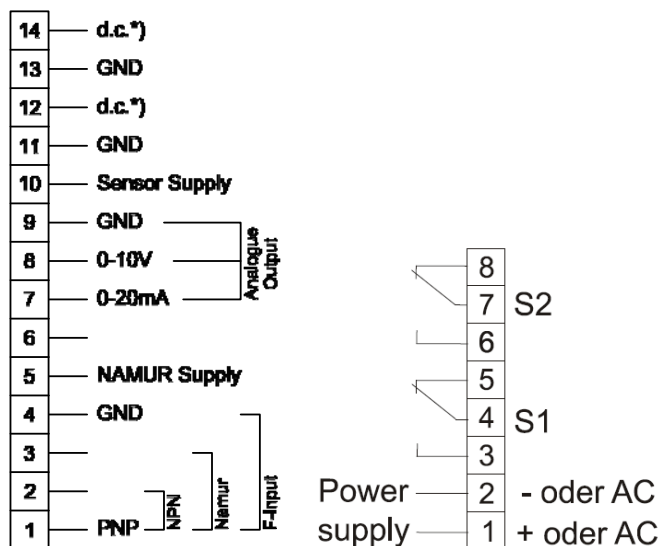 14 d.c.*)
13 GND
12 d.c.*)
11 GND
10 Sensor Supply
9 GND
8 0-10V
7 0-20mA
Analogue
Output
6
5 NAMUR Supply
4 GND
3
2
1 PNP
NPN
Namur
F-Input
8
7 S2
6
5
4 S1
3
Power 2 - oder AC
supply 1 + oder AC